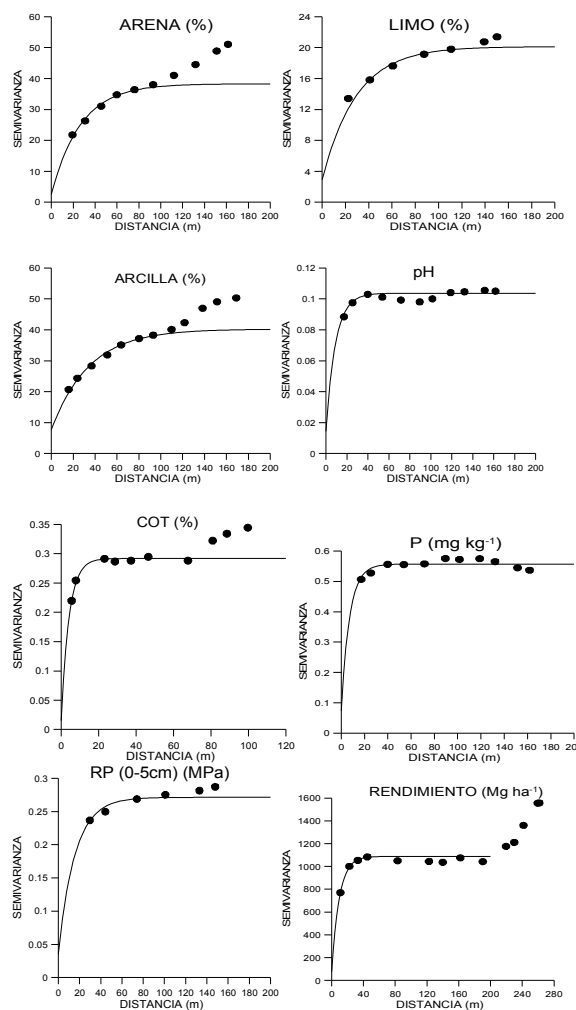 ARENA (%)
SEMIVARIANZA
60
50
40
30
20
10
0
0 20 40 60 80 100 120 140 160 180 200
DISTANCIA (m)
LIMO (%)
SEMIVARIANZA
24
20
16
12
8
4
0
0 20 40 60 80 100 120 140 160 180 200
DISTANCIA (m)
ARCILLA (%)
SEMIVARIANZA
60
50
40
30
20
10
0
0 20 40 60 80 100 120 140 160 180 200
DISTANCIA (m)
pH
SEMIVARIANZA
0.12
0.1
0.08
0.06
0.04
0.02
0
0 20 40 60 80 100 120 140 160 180 200
DISTANCIA (m)
COT (%)
SEMIVARIANZA
0.35
0.3
0.25
0.2
0.15
0.1
0.05
0
0 20 40 60 80 100 120
DISTANCIA (m)
P (mg kg-1)
SEMIVARIANZA
0.6
0.5
0.4
0.3
0.2
0.1
0
0 20 40 60 80 100 120 140 160 180 200
DISTANCIA (m)
RP (0-5cm) (MPa)
SEMIVARIANZA
0.3
0.25
0.2
0.15
0.1
0.05
0
0 20 40 60 80 100 120 140 160 180 200
DISTANCIA (m)
RENDIMIENTO (Mg ha-1)
SEMIVARIANZA
1600
1400
1200
1000
800
600
400
200
0
0 40 80 120 160 200 240 280
DISTANCIA (m)